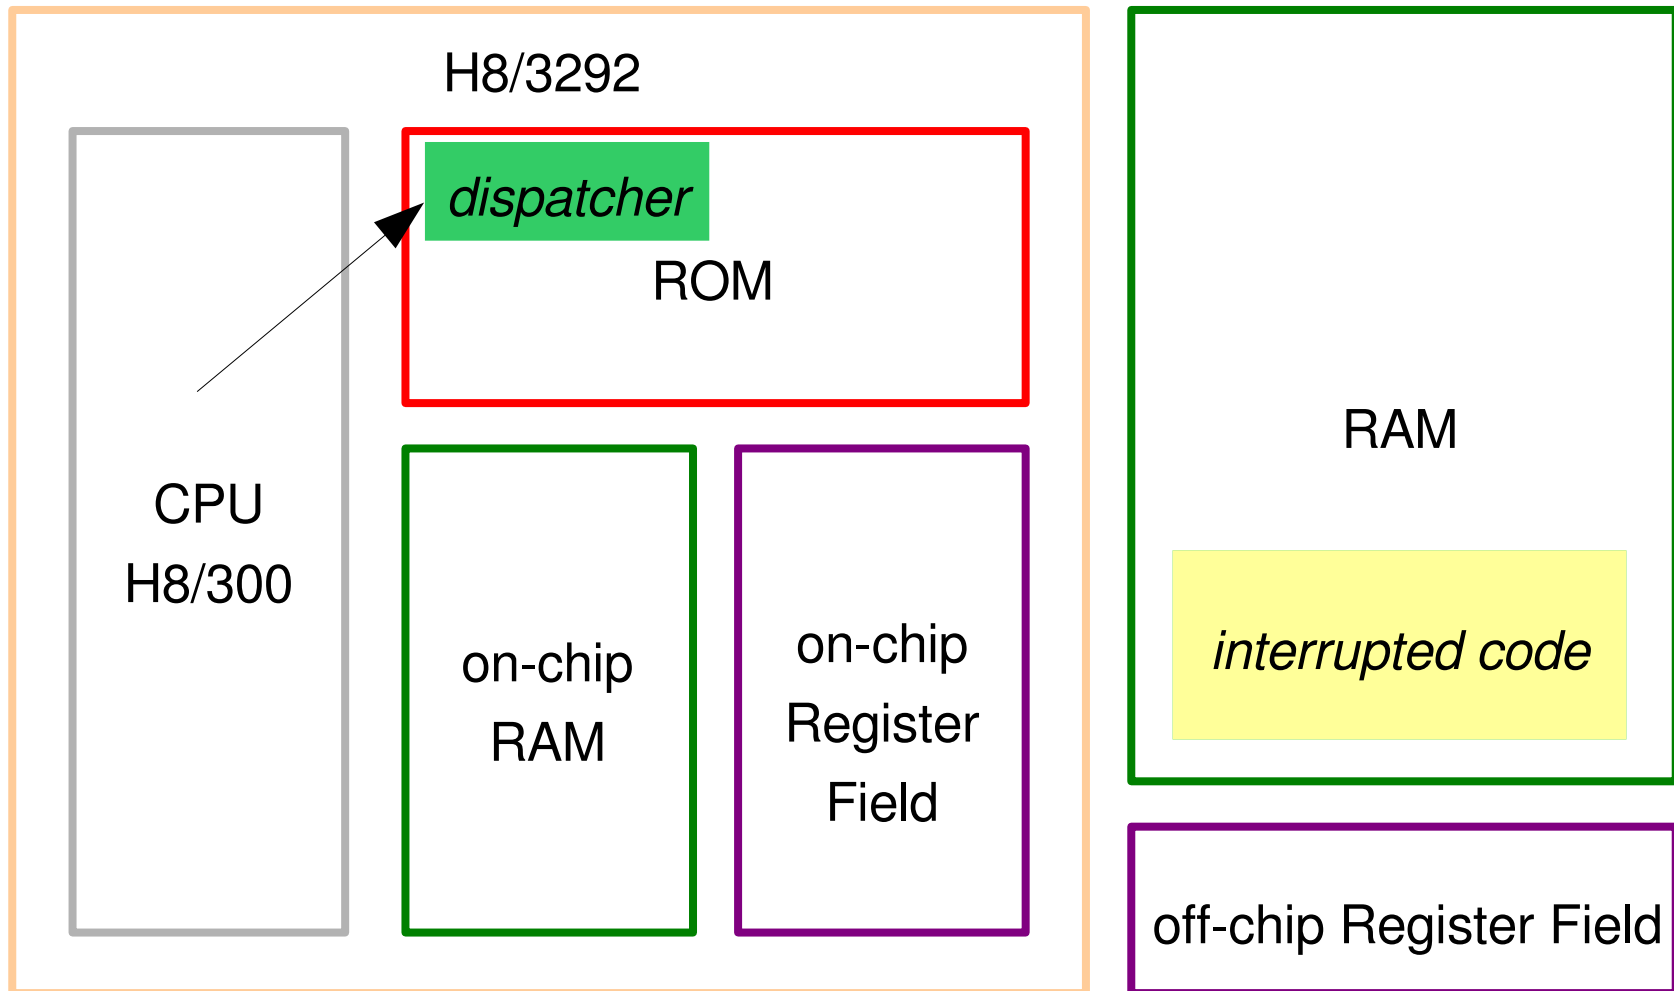 H8/3292
dispatcher
ROM
CPU
H8/300
on-chip
RAM
on-chip
Register
Field
RAM
interrupted code
off-chip Register Field